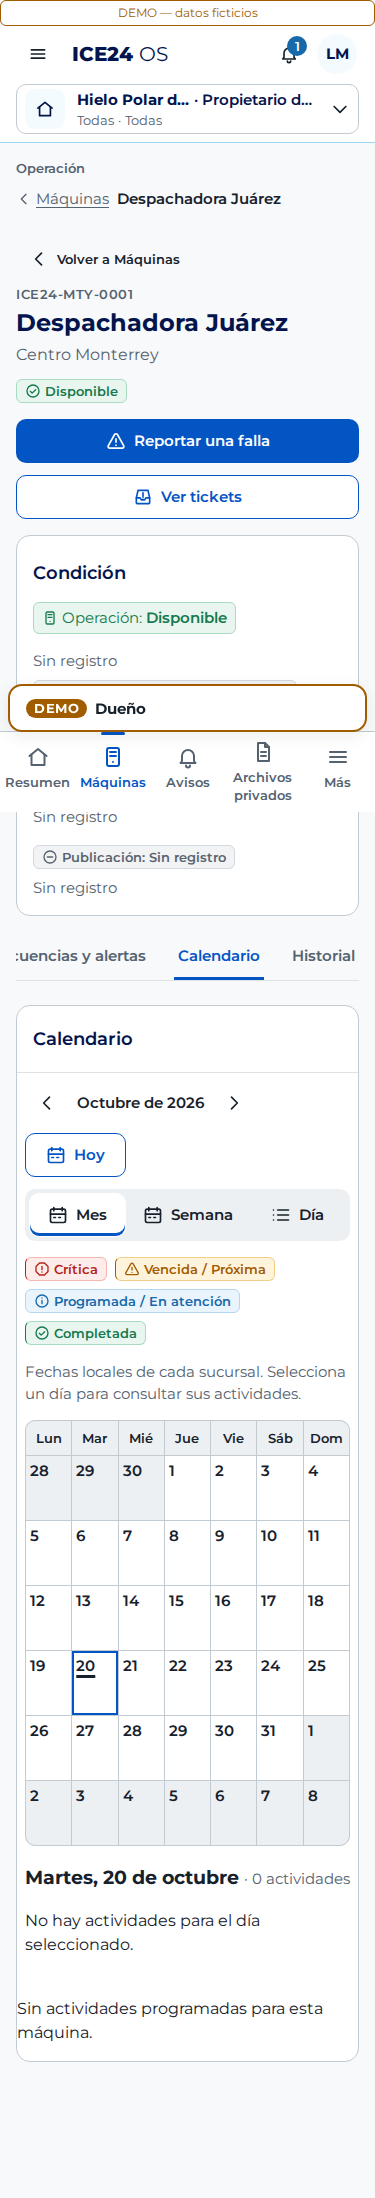 DEMO — datos ficticios
ICE24 OS
1
LM
Hielo Polar d... · Propietario d...
Todas · Todas
Operación
Máquinas Despachadora Juárez
Volver a Máquinas
ICE24-MTY-0001
Despachadora Juárez
Centro Monterrey
Disponible
Reportar una falla
Ver tickets
Condición
Operación: Disponible
Sin registro
DEMO Dueño
Resumen Máquinas Avisos Archivos privados Más
Sin registro
Publicación: Sin registro
Sin registro
cuencias y alertas Calendario Historial
Calendario
Octubre de 2026
Hoy
Mes Semana Día
Crítica Vencida / Próxima
Programada / En atención
Completada
Fechas locales de cada sucursal. Selecciona
un día para consultar sus actividades.
Lun Mar Mié Jue Vie Sáb Dom
28 29 30 1 2 3 4
5 6 7 8 9 10 11
12 13 14 15 16 17 18
19 20 21 22 23 24 25
26 27 28 29 30 31 1
2 3 4 5 6 7 8
Martes, 20 de octubre · 0 actividades
No hay actividades para el día
seleccionado.
Sin actividades programadas para esta
máquina.